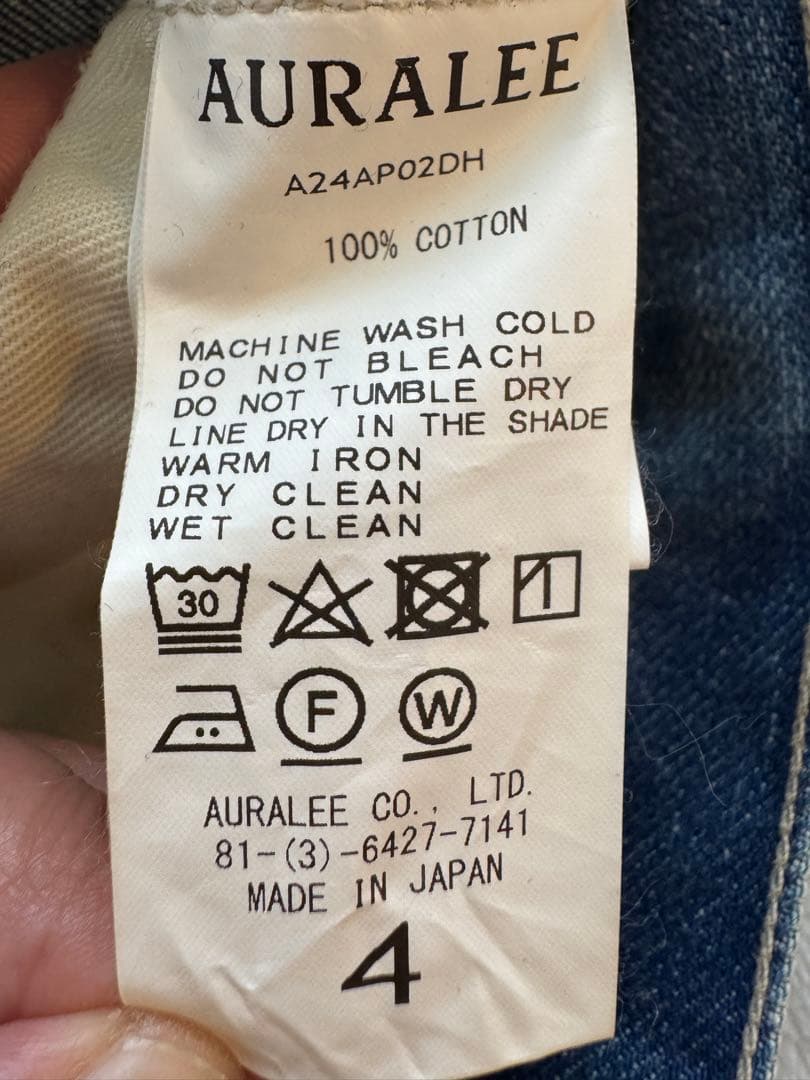 AURALEE
A24AP02DH
100% COTTON
MACHINE WASH COLD
DO NOT BLEACH
DO NOT TUMBLE DRY
LINE DRY IN THE SHADE
WARM IRON
DRY CLEAN
WET CLEAN
30
F W
AURALEE CO., LTD.
81-(3)-6427-7141
MADE IN JAPAN
4